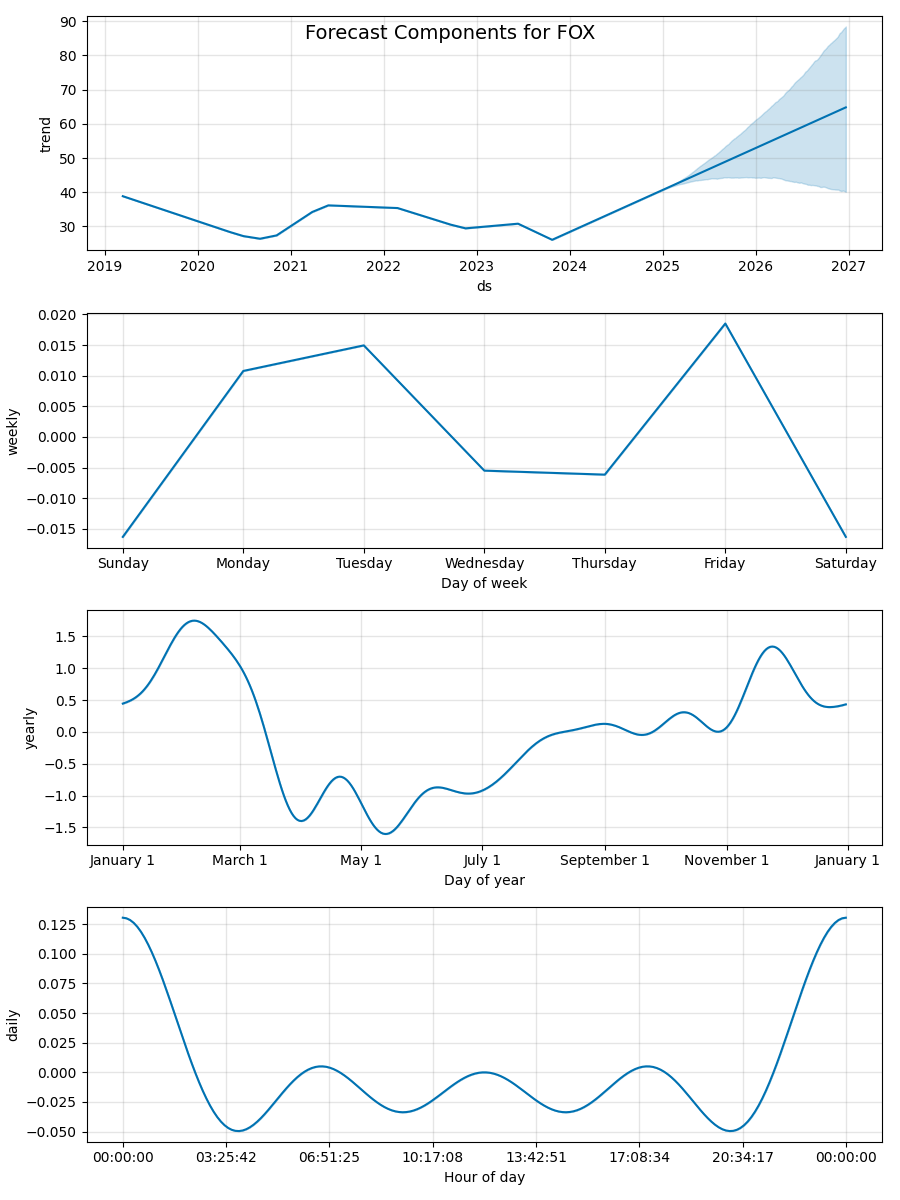 Forecast Components for FOX
90
80
70
60
50
40
30
trend
2019 2020 2021 2022 2023 2024 2025 2026 2027
ds
0.020
0.015
0.010
0.005
0.000
−0.005
−0.010
−0.015
weekly
Sunday Monday Tuesday Wednesday Thursday Friday Saturday
Day of week
1.5
1.0
0.5
0.0
−0.5
−1.0
−1.5
yearly
January 1 March 1 May 1 July 1 September 1 November 1 January 1
Day of year
0.125
0.100
0.075
0.050
0.025
0.000
−0.025
−0.050
daily
00:00:00 03:25:42 06:51:25 10:17:08 13:42:51 17:08:34 20:34:17 00:00:00
Hour of day